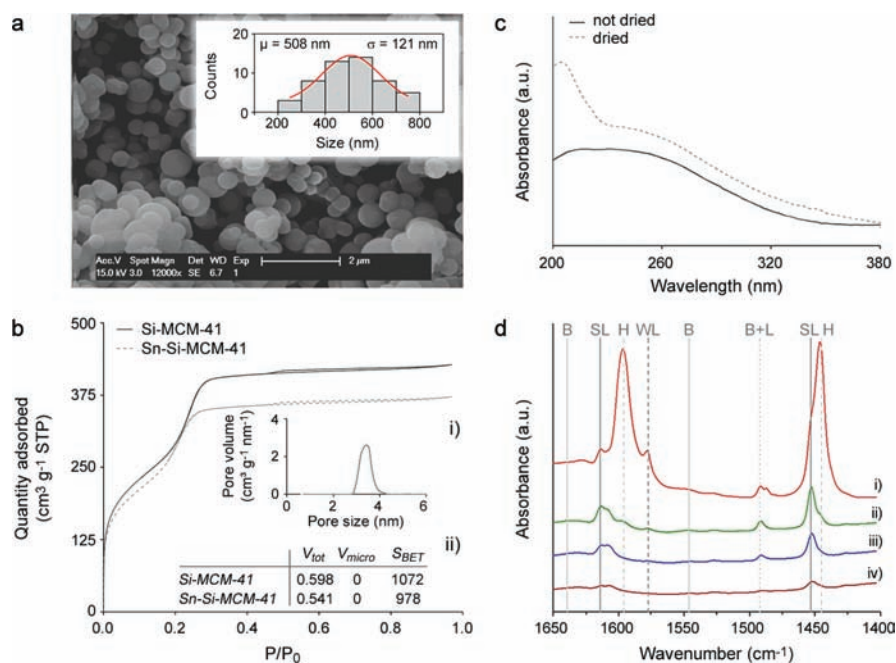 a
μ = 508 nm σ = 121 nm
Counts
20
10
0
200 400 600 800
Size (nm)
Acc.V Spot Magn Det WD Exp
15.0 kV 3.0 12000x SE 6.7 1 2 µm
b
Quantity adsorbed
(cm³ g⁻¹ STP)
500
375
250
125
0
Si-MCM-41
Sn-Si-MCM-41
i)
Pore volume
(cm³ g⁻¹ nm⁻¹)
4
2
0
0 2 4 6
Pore size (nm)
ii)
Vtot Vmicro SBET
Si-MCM-41 0.598 0 1072
Sn-Si-MCM-41 0.541 0 978
0.0 0.2 0.4 0.6 0.8 1.0
P/P₀
c
not dried
dried
Absorbance (a.u.)
200 260 320 380
Wavelength (nm)
d
B SL H WL B B+L SL H
Absorbance (a.u.)
i)
ii)
iii)
iv)
1650 1600 1550 1500 1450 1400
Wavenumber (cm⁻¹)